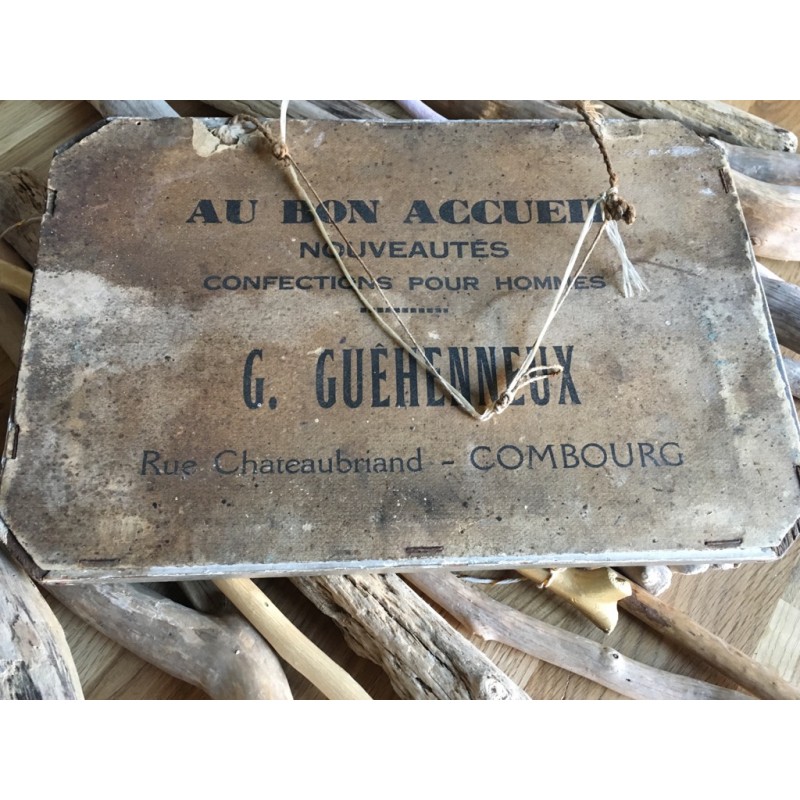 AU BON ACCUEIL
NOUVEAUTÉS
CONFECTIONS POUR HOMMES
G. GUÊHENNEUX
Rue Chateaubriand - COMBOURG